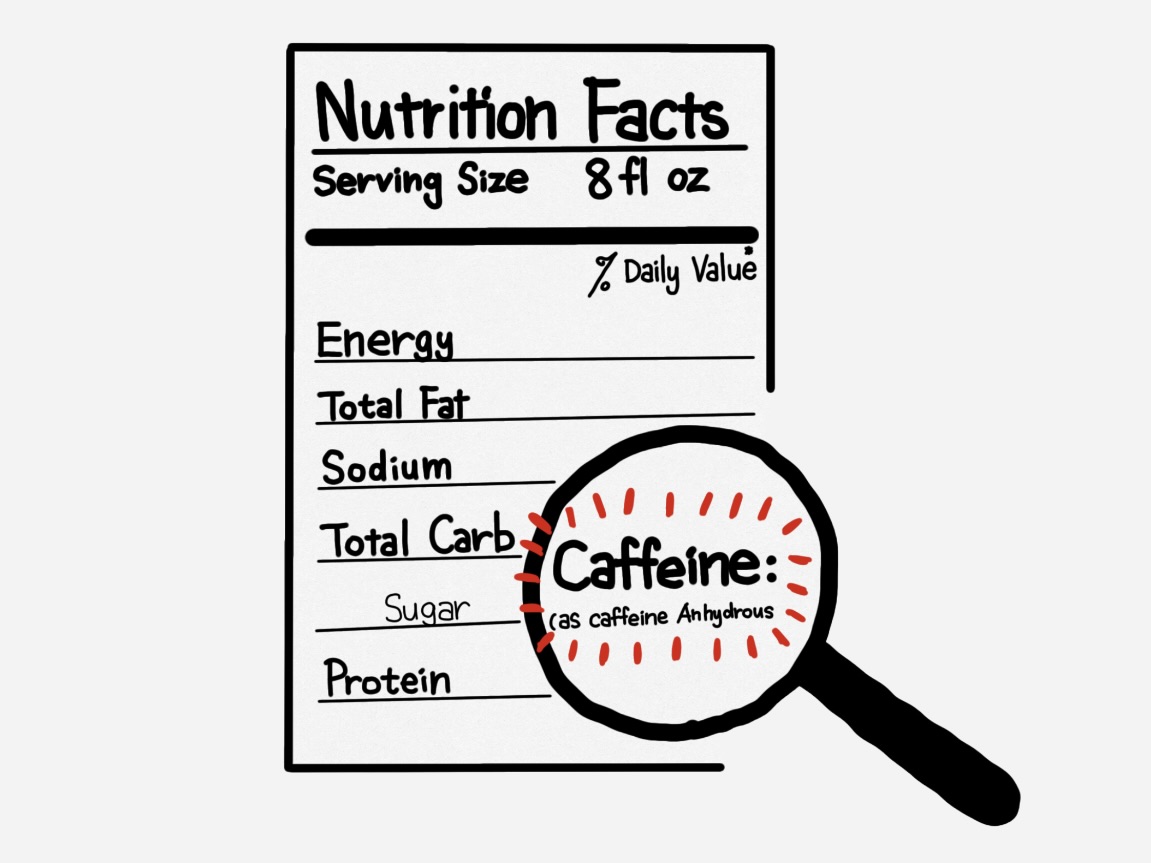 Nutrition Facts
Serving Size 8 fl oz
% Daily Value*
Energy
Total Fat
Sodium
Total Carb
Sugar
Protein
Caffeine:
(as caffeine Anhydrous